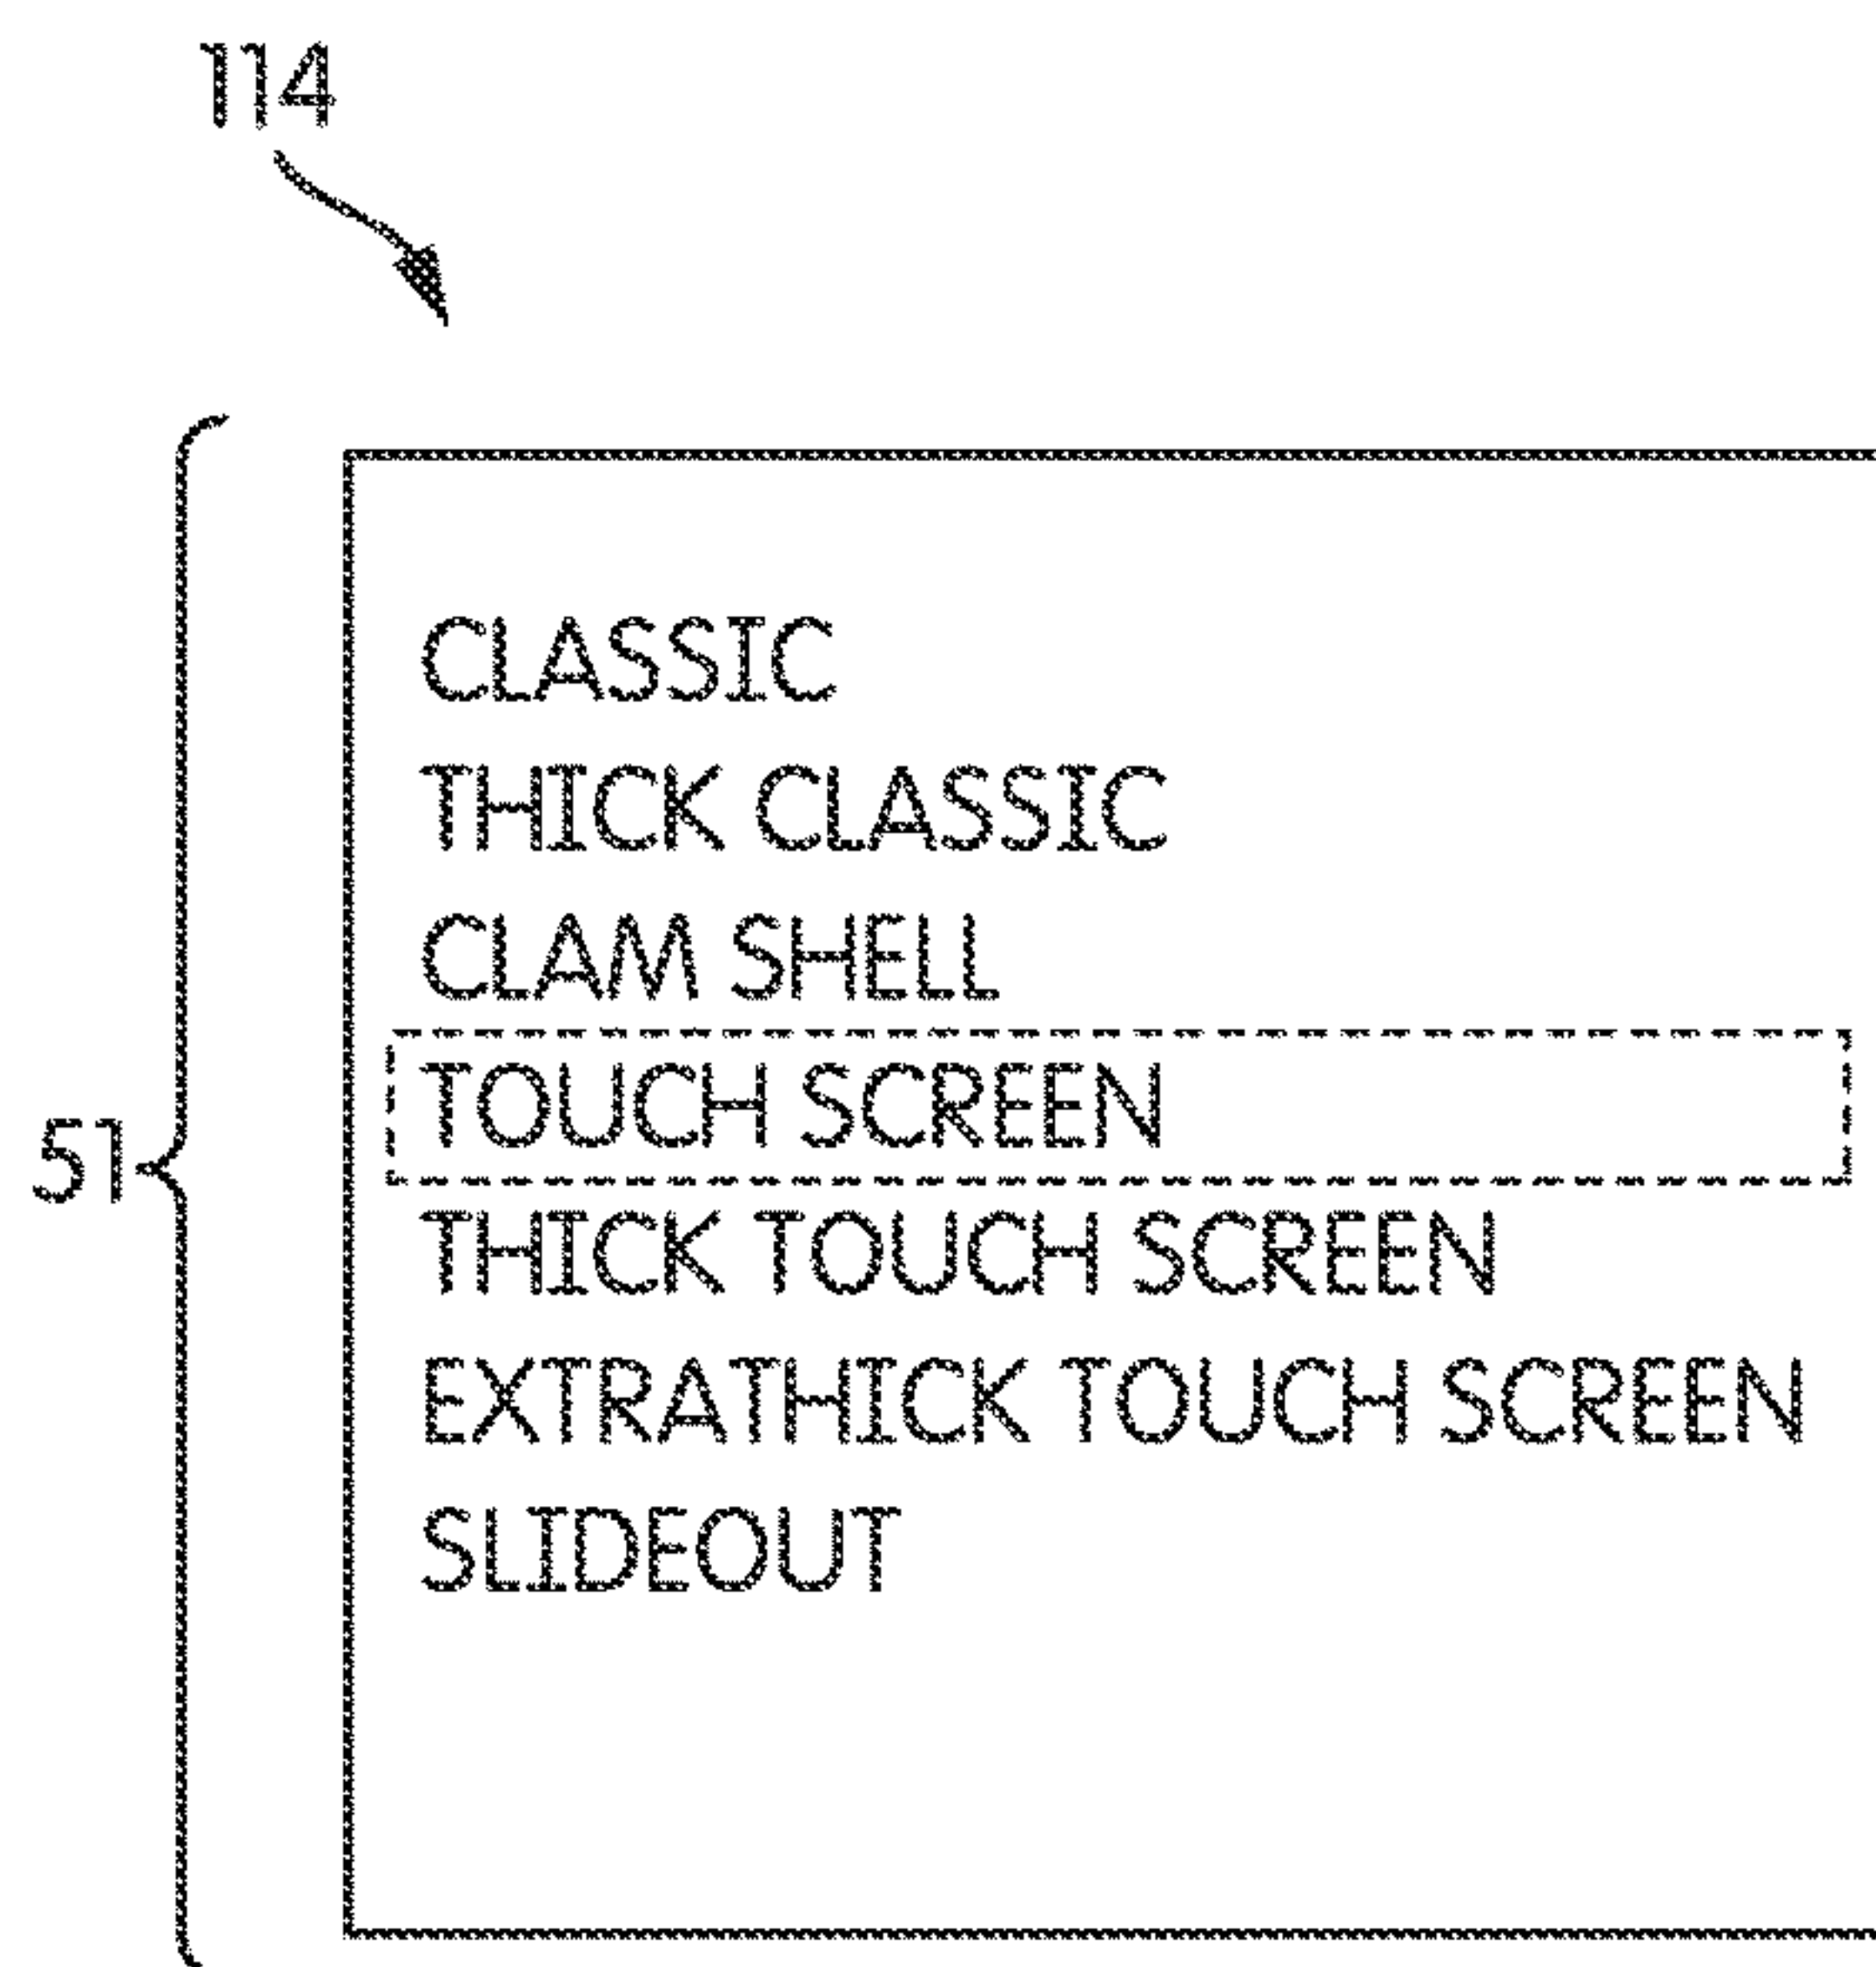 114
CLASSIC
THICK CLASSIC
CLAM SHELL
51
TOUCH SCREEN
THICK TOUCH SCREEN
EXTRATHICK TOUCH SCREEN
SLIDEOUT